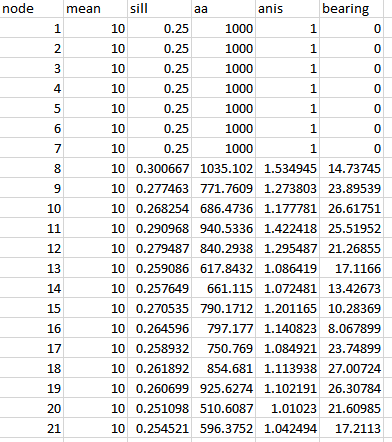 node mean sill aa anis bearing
1 10 0.25 1000 1 0
2 10 0.25 1000 1 0
3 10 0.25 1000 1 0
4 10 0.25 1000 1 0
5 10 0.25 1000 1 0
6 10 0.25 1000 1 0
7 10 0.25 1000 1 0
8 10 0.300667 1035.102 1.534945 14.73745
9 10 0.277463 771.7609 1.273803 23.89539
10 10 0.268254 686.4736 1.177781 26.61751
11 10 0.290968 940.5336 1.422418 25.51952
12 10 0.279487 840.2938 1.295487 21.26855
13 10 0.259086 617.8432 1.086419 17.1166
14 10 0.257649 661.115 1.072481 13.42673
15 10 0.270535 790.1712 1.201165 10.28369
16 10 0.264596 797.177 1.140823 8.067899
17 10 0.258932 750.769 1.084921 23.74899
18 10 0.261892 854.681 1.113938 27.00724
19 10 0.260699 925.6274 1.102191 26.30784
20 10 0.251098 510.6087 1.01023 21.60985
21 10 0.254521 596.3752 1.042494 17.2113